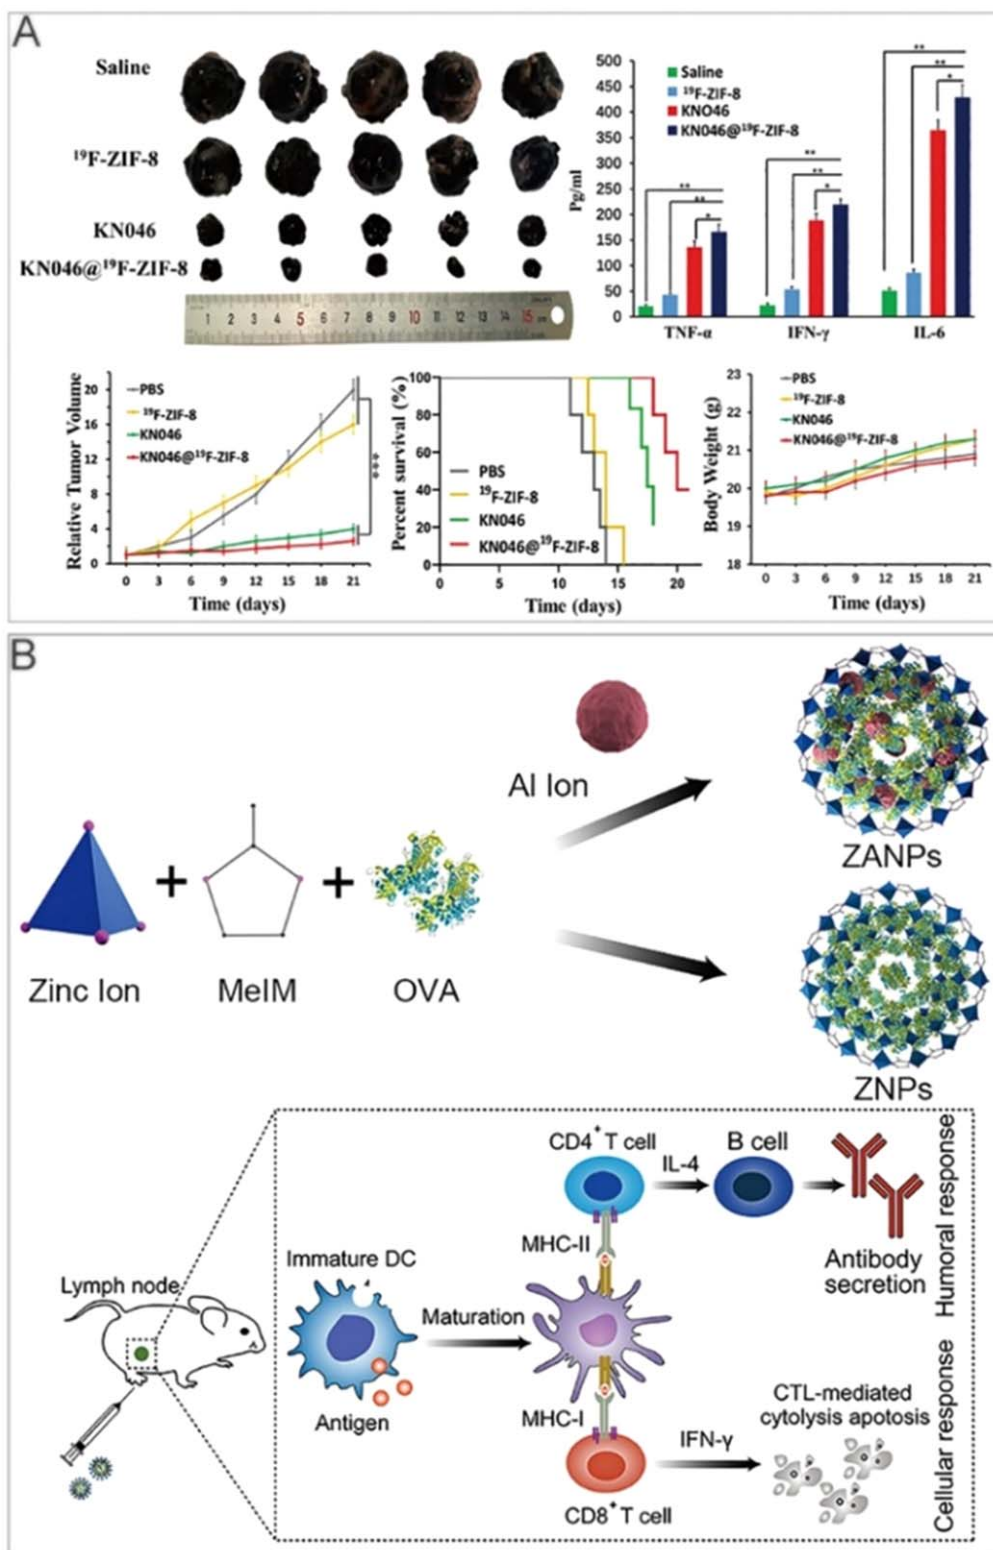 A
Saline
¹⁹F-ZIF-8
KN046
KN046@¹⁹F-ZIF-8
1 2 3 4 5 6 7 8 9 10 11 12 13 14 15 cm
500
450
400
350
300
250
200
150
100
50
0
Pg/ml
Saline
¹⁹F-ZIF-8
KNO46
KN046@¹⁹F-ZIF-8
** ** *
** ** *
** ** *
TNF-α IFN-γ IL-6
Relative Tumor Volume
20
16
12
8
4
0
PBS
¹⁹F-ZIF-8
KN046
KN046@¹⁹F-ZIF-8
***
0 3 6 9 12 15 18 21
Time (days)
Percent survival (%)
100
80
60
40
20
0
PBS
¹⁹F-ZIF-8
KN046
KN046@¹⁹F-ZIF-8
0 5 10 15 20
Time (days)
Body Weight (g)
23
22
21
20
19
18
PBS
¹⁹F-ZIF-8
KN046
KN046@¹⁹F-ZIF-8
0 3 6 9 12 15 18 21
Time (days)
B
Al Ion
ZANPs
+ +
Zinc Ion MeIM OVA
ZNPs
CD4⁺ T cell
IL-4
B cell
MHC-II
Antibody
secretion
Humoral response
Lymph node
Immature DC
Maturation
Antigen
MHC-I
IFN-γ
CTL-mediated
cytolysis apotosis
CD8⁺ T cell
Cellular response